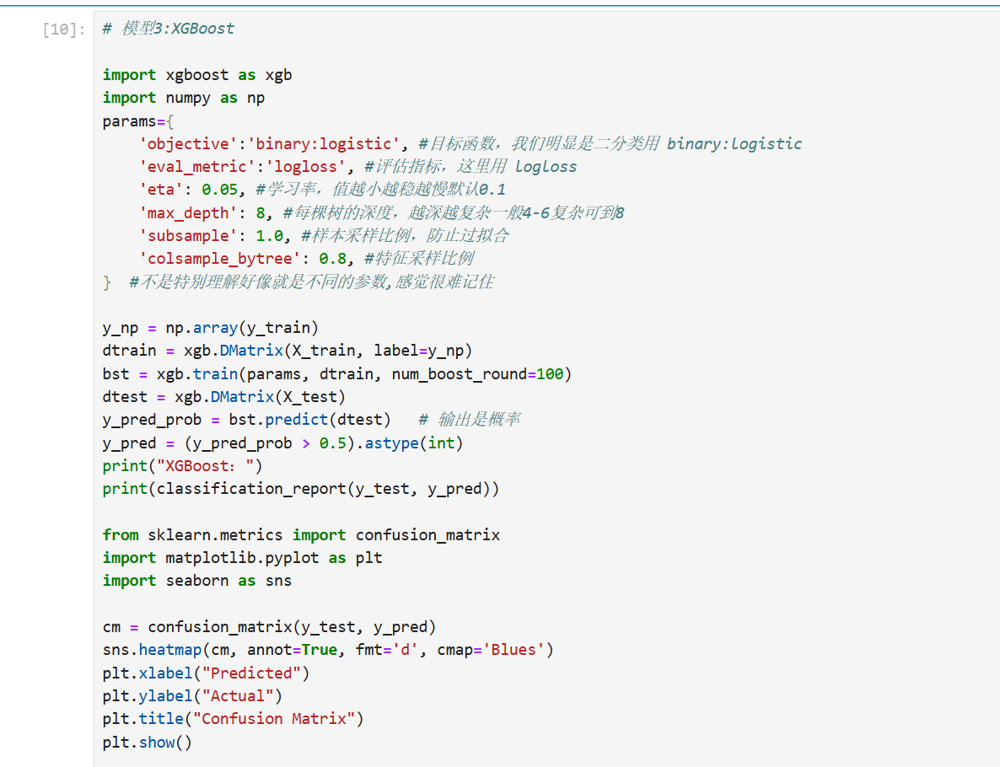 [10]:
# 模型3:XGBoost
import xgboost as xgb
import numpy as np
params={
'objective':'binary:logistic', #目标函数，我们明显是二分类用 binary:logistic
'eval_metric':'logloss', #评估指标，这里用 logloss
'eta': 0.05, #学习率，值越小越稳越慢默认0.1
'max_depth': 8, #每棵树的深度，越深越复杂一般4-6复杂可到8
'subsample': 1.0, #样本采样比例，防止过拟合
'colsample_bytree': 0.8, #特征采样比例
} #不是特别理解好像就是不同的参数,感觉很难记住
y_np = np.array(y_train)
dtrain = xgb.DMatrix(X_train, label=y_np)
bst = xgb.train(params, dtrain, num_boost_round=100)
dtest = xgb.DMatrix(X_test)
y_pred_prob = bst.predict(dtest) # 输出是概率
y_pred = (y_pred_prob > 0.5).astype(int)
print("XGBoost：")
print(classification_report(y_test, y_pred))
from sklearn.metrics import confusion_matrix
import matplotlib.pyplot as plt
import seaborn as sns
cm = confusion_matrix(y_test, y_pred)
sns.heatmap(cm, annot=True, fmt='d', cmap='Blues')
plt.xlabel("Predicted")
plt.ylabel("Actual")
plt.title("Confusion Matrix")
plt.show()